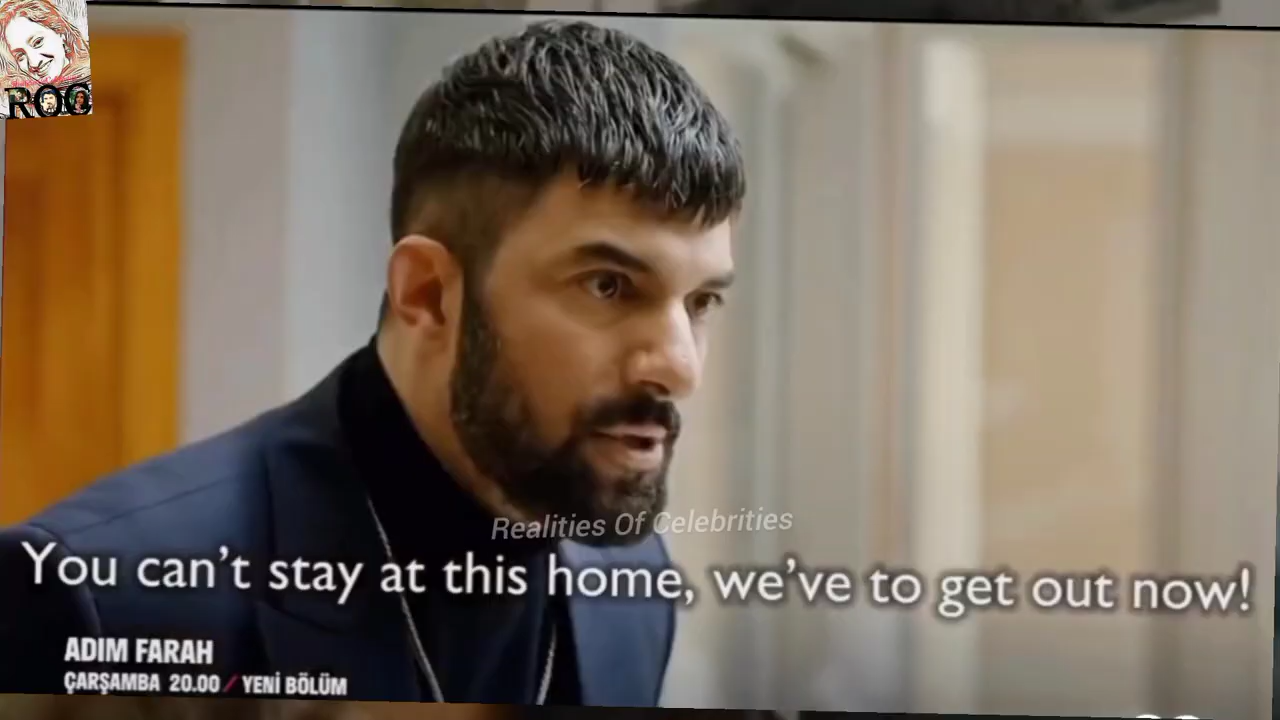 ROC
Realities Of Celebrities
You can't stay at this home, we've to get out now!
ADIM FARAH
ÇARŞAMBA 20.00 / YENİ BÖLÜM